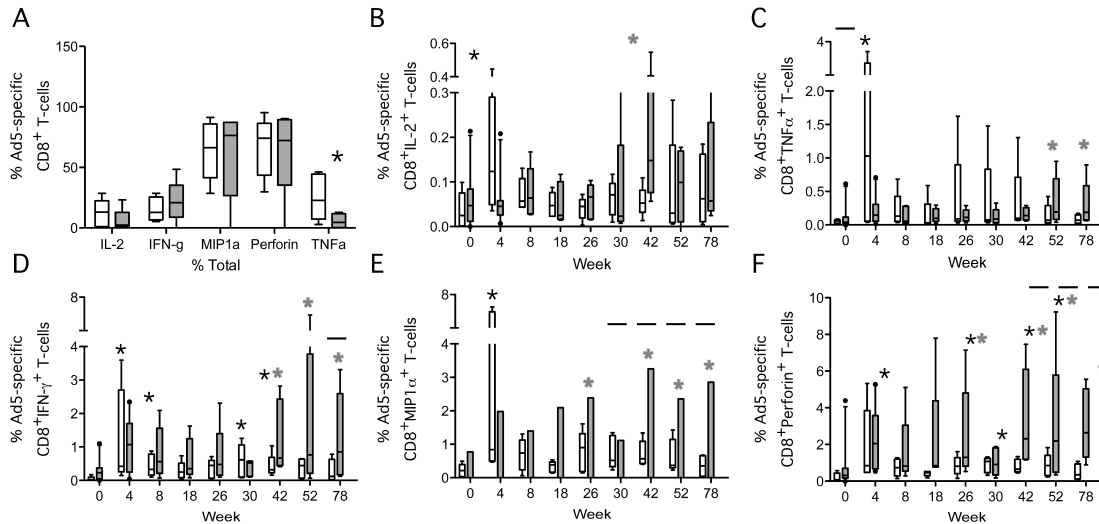 A
% Ad5-specific
CD8+ T-cells
150
100
50
0
IL-2 IFN-g MIP1a Perforin TNFa
% Total
*
B
% Ad5-specific
CD8+IL-2+ T-cells
0.6
0.4
0.3
0.2
0.1
0.0
0 4 8 18 26 30 42 52 78
Week
* *
C
% Ad5-specific
CD8+TNFα+ T-cells
4
2.0
1.5
1.0
0.5
0.0
0 4 8 18 26 30 42 52 78
Week
* * *
D
% Ad5-specific
CD8+IFN-γ+ T-cells
8
4
3
2
1
0
0 4 8 18 26 30 42 52 78
Week
* * * * * * *
E
% Ad5-specific
CD8+MIP1α+ T-cells
8
4
3
2
1
0
0 4 8 18 26 30 42 52 78
Week
* * * * *
F
% Ad5-specific
CD8+Perforin+ T-cells
10
8
6
4
2
0
0 4 8 18 26 30 42 52 78
Week
* * * * * * * *